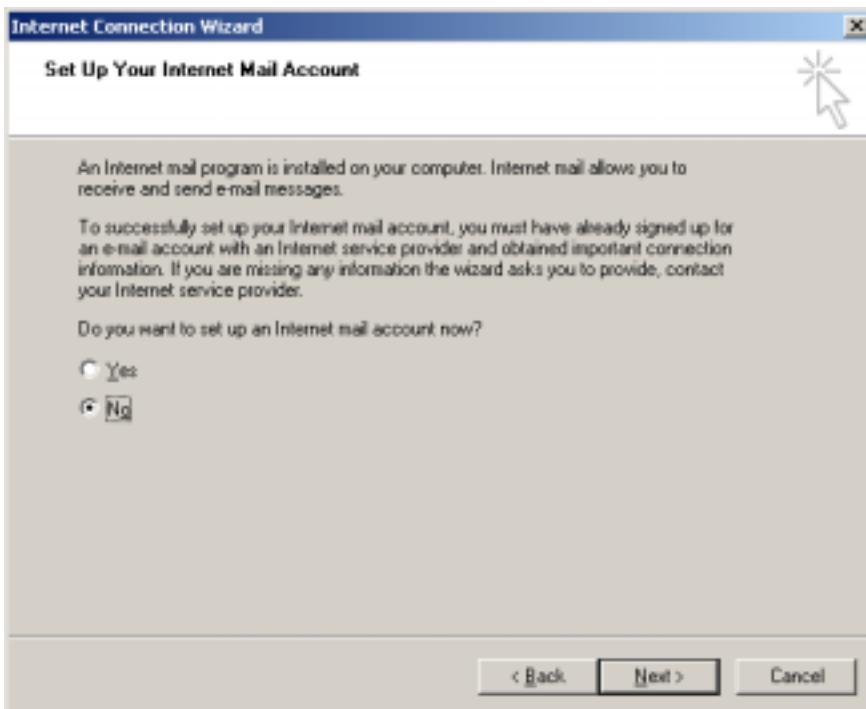 Internet Connection Wizard
Set Up Your Internet Mail Account
An Internet mail program is installed on your computer. Internet mail allows you to
receive and send e-mail messages.
To successfully set up your Internet mail account, you must have already signed up for
an e-mail account with an Internet service provider and obtained important connection
information. If you are missing any information the wizard asks you to provide, contact
your Internet service provider.
Do you want to set up an Internet mail account now?
Yes
No
< Back Next > Cancel